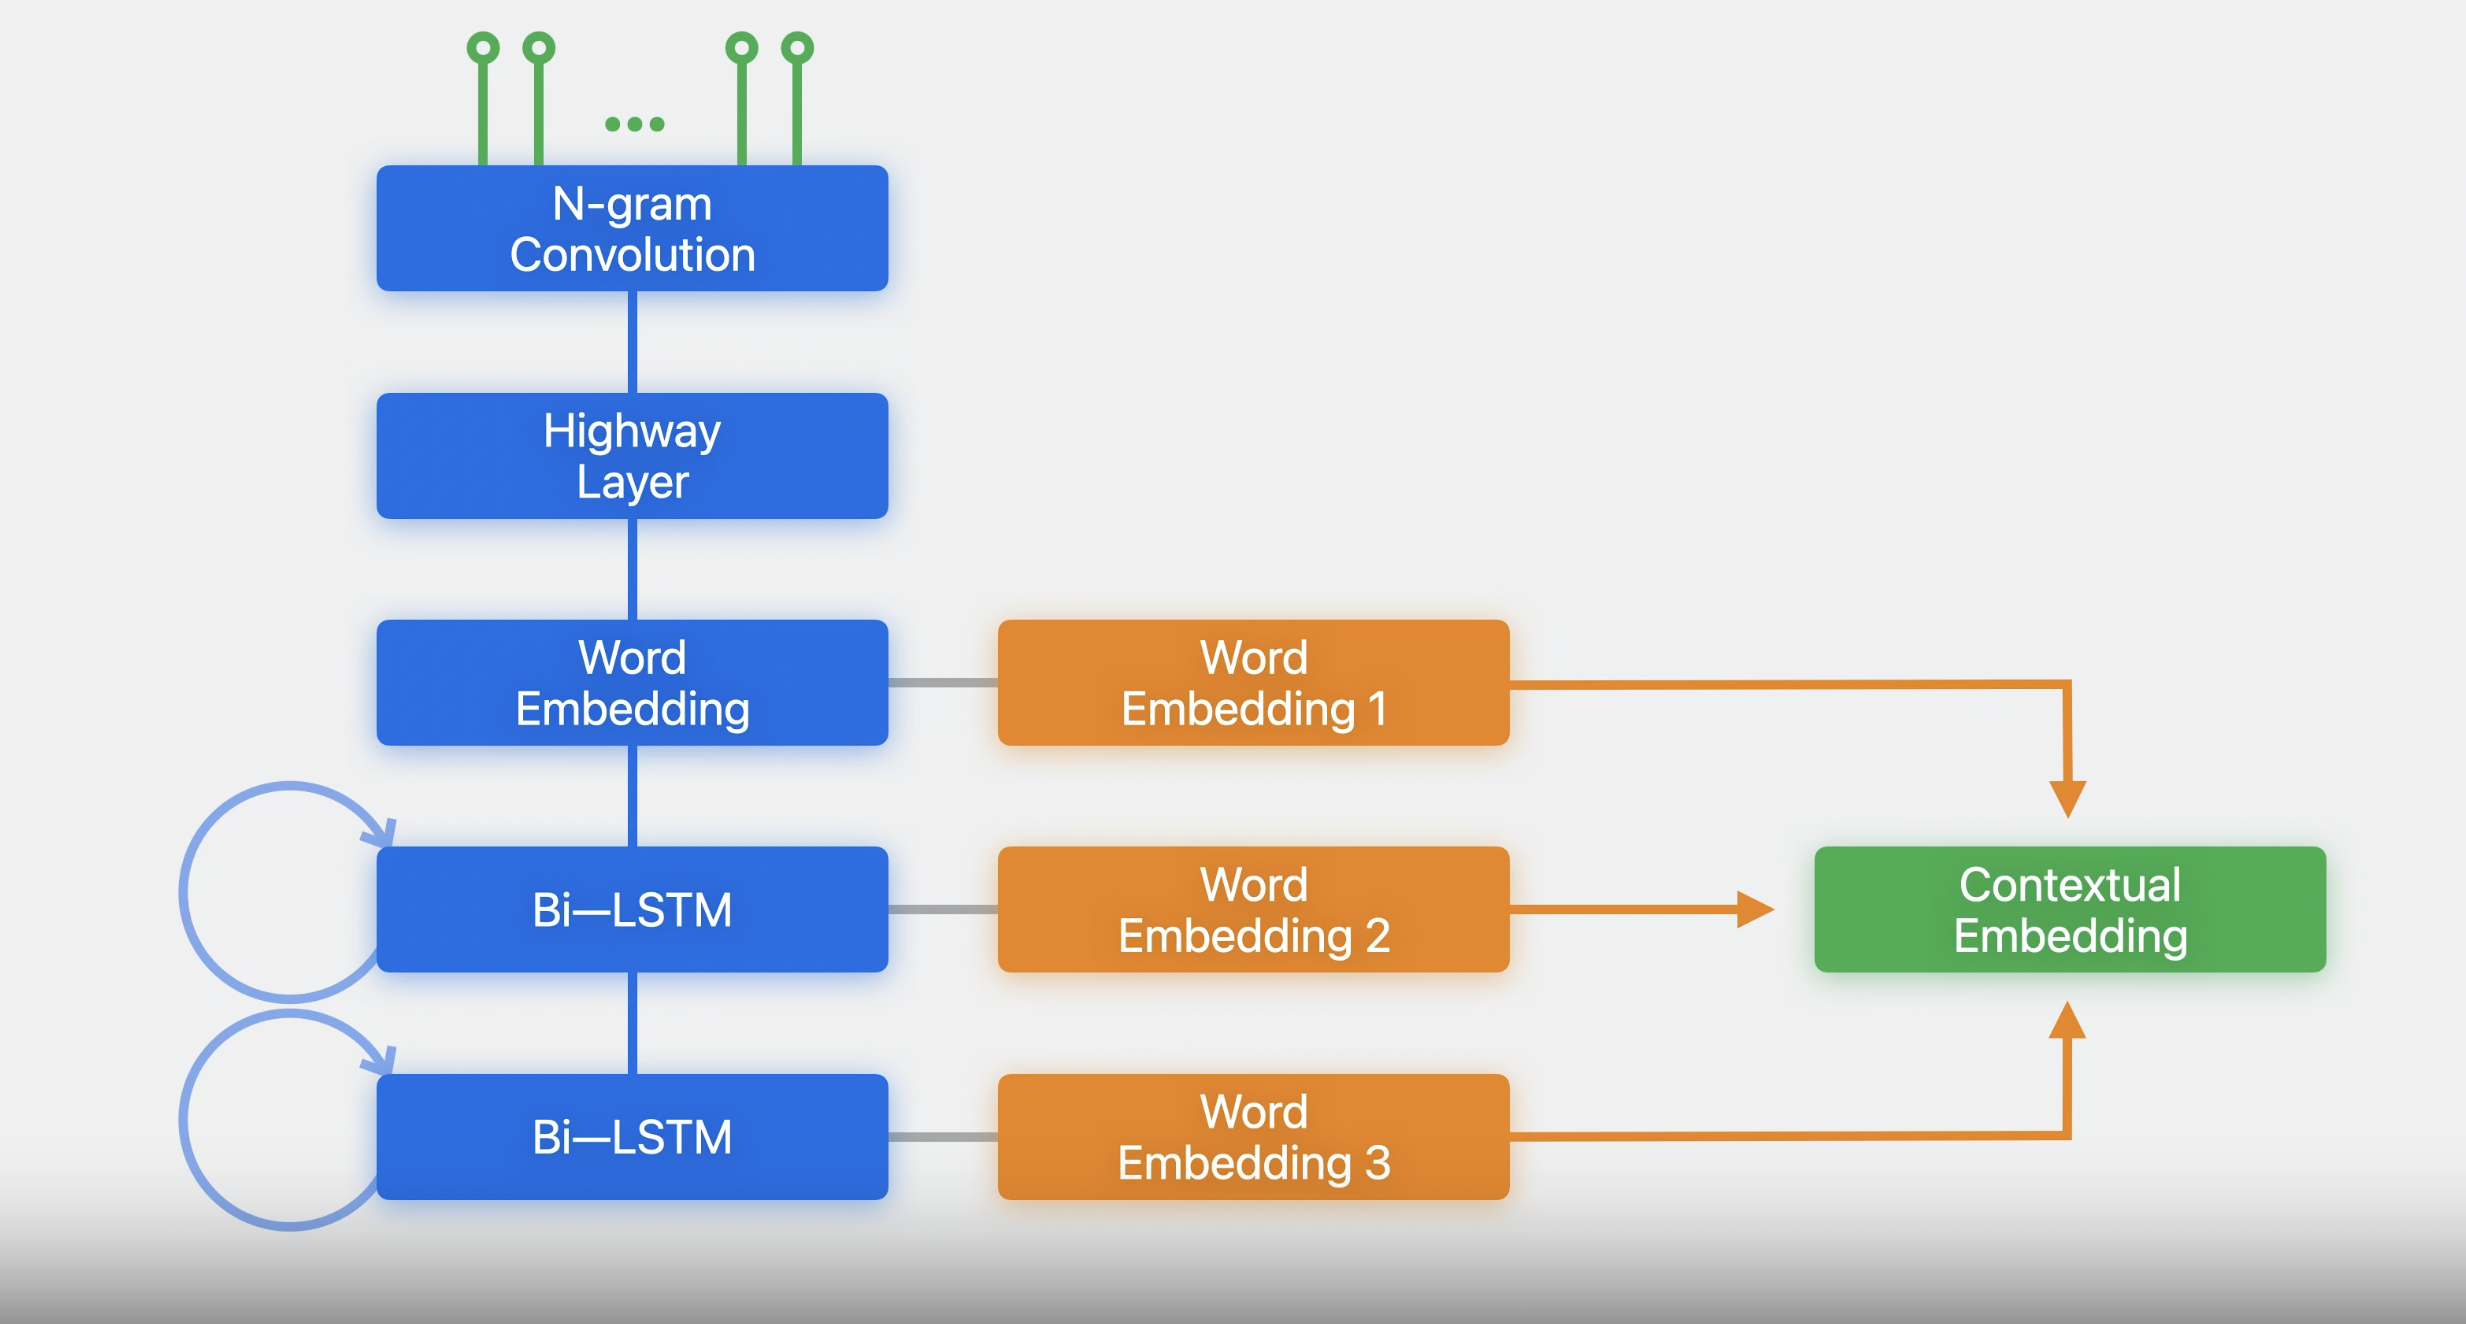 N-gram
Convolution
Highway
Layer
Word
Embedding
Word
Embedding 1
Bi—LSTM
Word
Embedding 2
Contextual
Embedding
Bi—LSTM
Word
Embedding 3